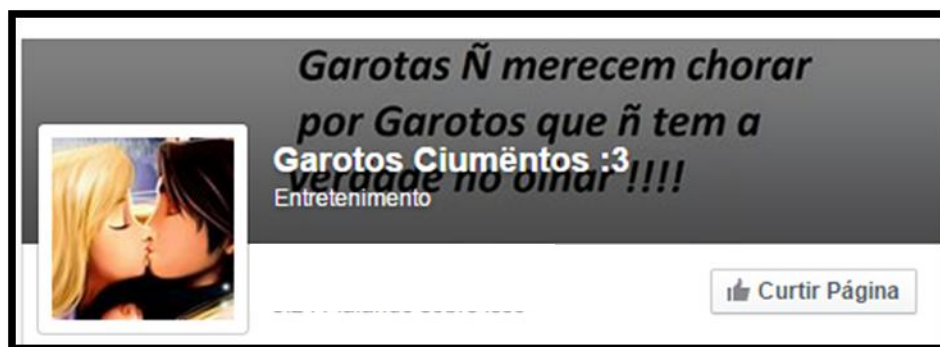 Garotas Ñ merecem chorar
por Garotos que ñ tem a
verdade no olhar !!!!
Garotos Ciumëntos :3
Entretenimento
Curtir Página